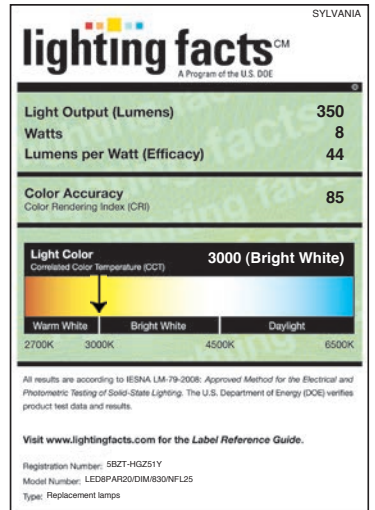 SYLVANIA
lighting facts CM
A Program of the U.S. DOE
Light Output (Lumens) 350
Watts 8
Lumens per Watt (Efficacy) 44
Color Accuracy 85
Color Rendering Index (CRI)
Light Color 3000 (Bright White)
Correlated Color Temperature (CCT)
Warm White Bright White Daylight
2700K 3000K 4500K 6500K
All results are according to IESNA LM-79-2008: Approved Method for the Electrical and
Photometric Testing of Solid-State Lighting. The U.S. Department of Energy (DOE) verifies
product test data and results.
Visit www.lightingfacts.com for the Label Reference Guide.
Registration Number: 5BZT-HGZ51Y
Model Number: LED8PAR20/DIM/830/NFL25
Type: Replacement lamps